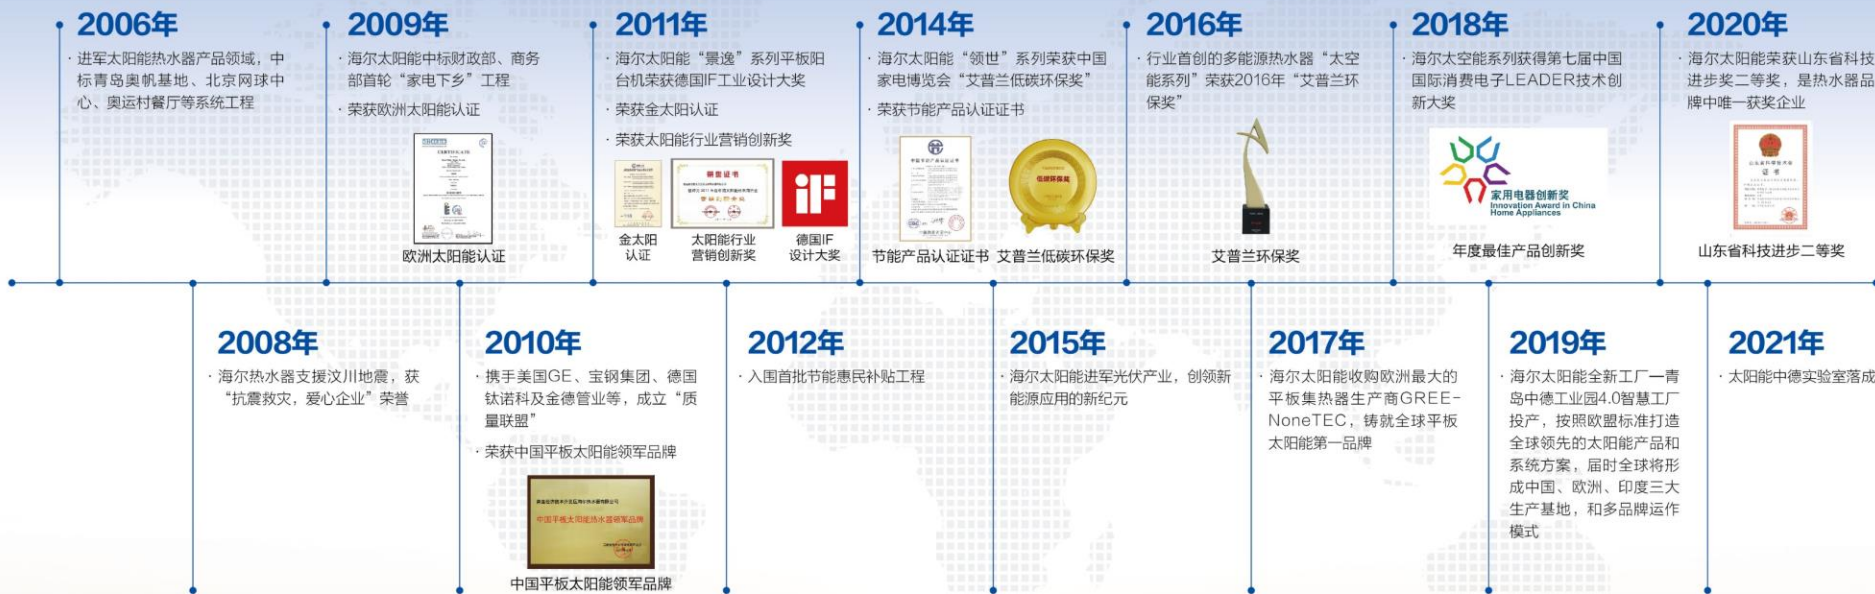 2006年
· 进军太阳能热水器产品领域，中
标青岛奥帆基地、北京网球中
心、奥运村餐厅等系统工程
2009年
· 海尔太阳能中标财政部、商务
部首轮“家电下乡”工程
· 荣获欧洲太阳能认证
欧洲太阳能认证
2011年
· 海尔太阳能“景逸”系列平板阳
台机荣获德国IF工业设计大奖
· 荣获金太阳认证
· 荣获太阳能行业营销创新奖
荣誉证书
iF
金太阳
认证
太阳能行业
营销创新奖
德国IF
设计大奖
2014年
· 海尔太阳能“领世”系列荣获中国
家电博览会“艾普兰低碳环保奖”
· 荣获节能产品认证证书
低碳环保奖
节能产品认证证书
艾普兰低碳环保奖
2016年
· 行业首创的多能源热水器“太空
能系列”荣获2016年“艾普兰环
保奖”
艾普兰环保奖
2018年
· 海尔太空能系列获得第七届中国
国际消费电子LEADER技术创
新大奖
家用电器创新奖
Innovation Award in China
Home Appliances
年度最佳产品创新奖
2020年
· 海尔太阳能荣获山东省科技
进步奖二等奖，是热水器品
牌中唯一获奖企业
证书
山东省科技进步二等奖
2008年
· 海尔热水器支援汶川地震，获
“抗震救灾，爱心企业”荣誉
2010年
· 携手美国GE、宝钢集团、德国
钛诺科及金德管业等，成立“质
量联盟”
· 荣获中国平板太阳能领军品牌
中国平板太阳能热水器领军品牌
中国平板太阳能领军品牌
2012年
· 入围首批节能惠民补贴工程
2015年
· 海尔太阳能进军光伏产业，创领新
能源应用的新纪元
2017年
· 海尔太阳能收购欧洲最大的
平板集热器生产商GREE-
NoneTEC，铸就全球平板
太阳能第一品牌
2019年
· 海尔太阳能全新工厂—青
岛中德工业园4.0智慧工厂
投产，按照欧盟标准打造
全球领先的太阳能产品和
系统方案，届时全球将形
成中国、欧洲、印度三大
生产基地，和多品牌运作
模式
2021年
· 太阳能中德实验室落成